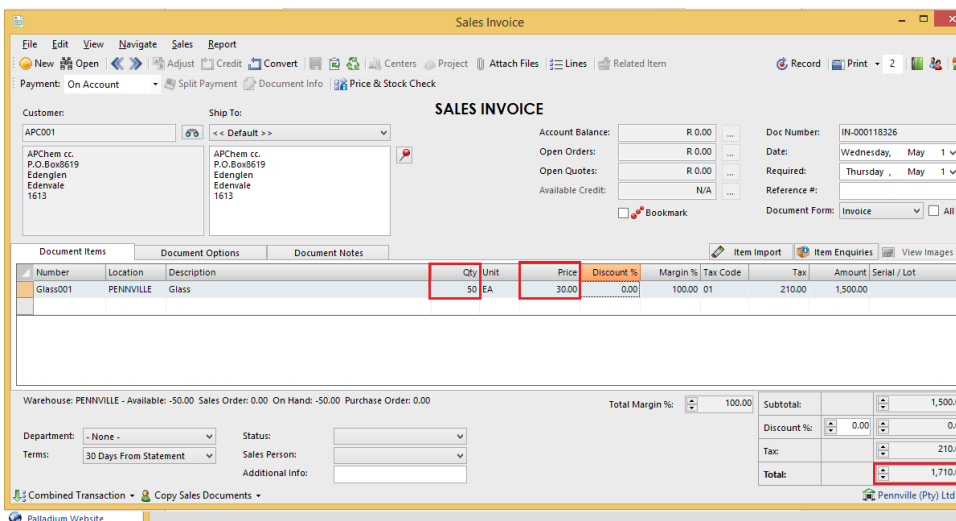 Sales Invoice
File Edit View Navigate Sales Report
New Open Adjust Credit Convert Centers Project Attach Files Lines Related Item Record Print 2
Payment: On Account Split Payment Document Info Price & Stock Check
SALES INVOICE
Customer: Ship To:
APC001 << Default >>
Account Balance: R 0.00 ... Doc Number: IN-000118326
APChem cc. APChem cc. Open Orders: R 0.00 ... Date: Wednesday, May 1
P.O.Box8619 P.O.Box8619
Edenglen Edenglen Open Quotes: R 0.00 ... Required: Thursday , May 1
Edenvale Edenvale
1613 1613 Available Credit: N/A ... Reference #:
Bookmark Document Form: Invoice All
Document Items Document Options Document Notes Item Import Item Enquiries View Images
Number Location Description Qty Unit Price Discount % Margin % Tax Code Tax Amount Serial / Lot
Glass001 PENNVILLE Glass 50 EA 30.00 0.00 100.00 01 210.00 1,500.00
Warehouse: PENNVILLE - Available: -50.00 Sales Order: 0.00 On Hand: -50.00 Purchase Order: 0.00
Total Margin %: 100.00 Subtotal: 1,500.
Discount %: 0.00 0.
Department: - None - Status:
Terms: 30 Days From Statement Sales Person: Tax: 210.
Additional Info: Total: 1,710.
Combined Transaction Copy Sales Documents Pennville (Pty) Ltd
Palladium Website